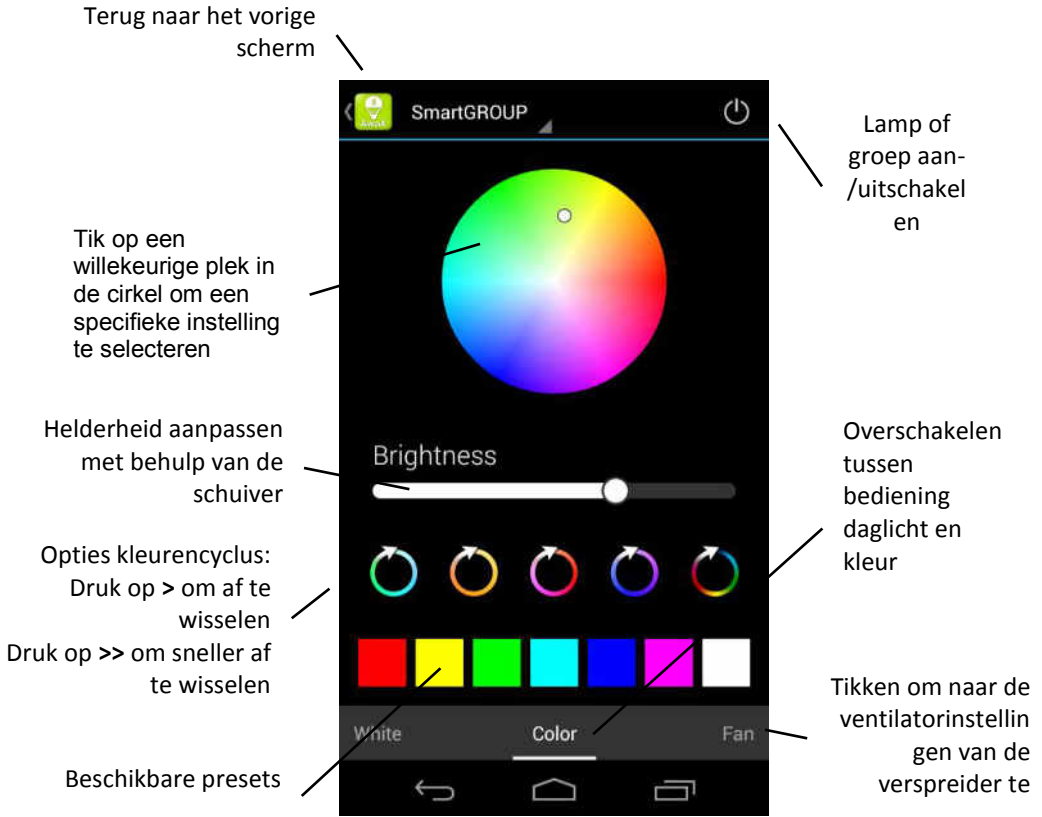 Terug naar het vorige
scherm
SmartGROUP
Lamp of
groep aan-
/uitschakel
en
Tik op een
willekeurige plek in
de cirkel om een
specifieke instelling
te selecteren
Helderheid aanpassen
met behulp van de
schuiver
Brightness
Overschakelen
tussen
bediening
daglicht en
kleur
Opties kleurencyclus:
Druk op > om af te
wisselen
Druk op >> om sneller af
te wisselen
White Color Fan
Tikken om naar de
ventilatorinstellin
gen van de
verspreider te
Beschikbare presets